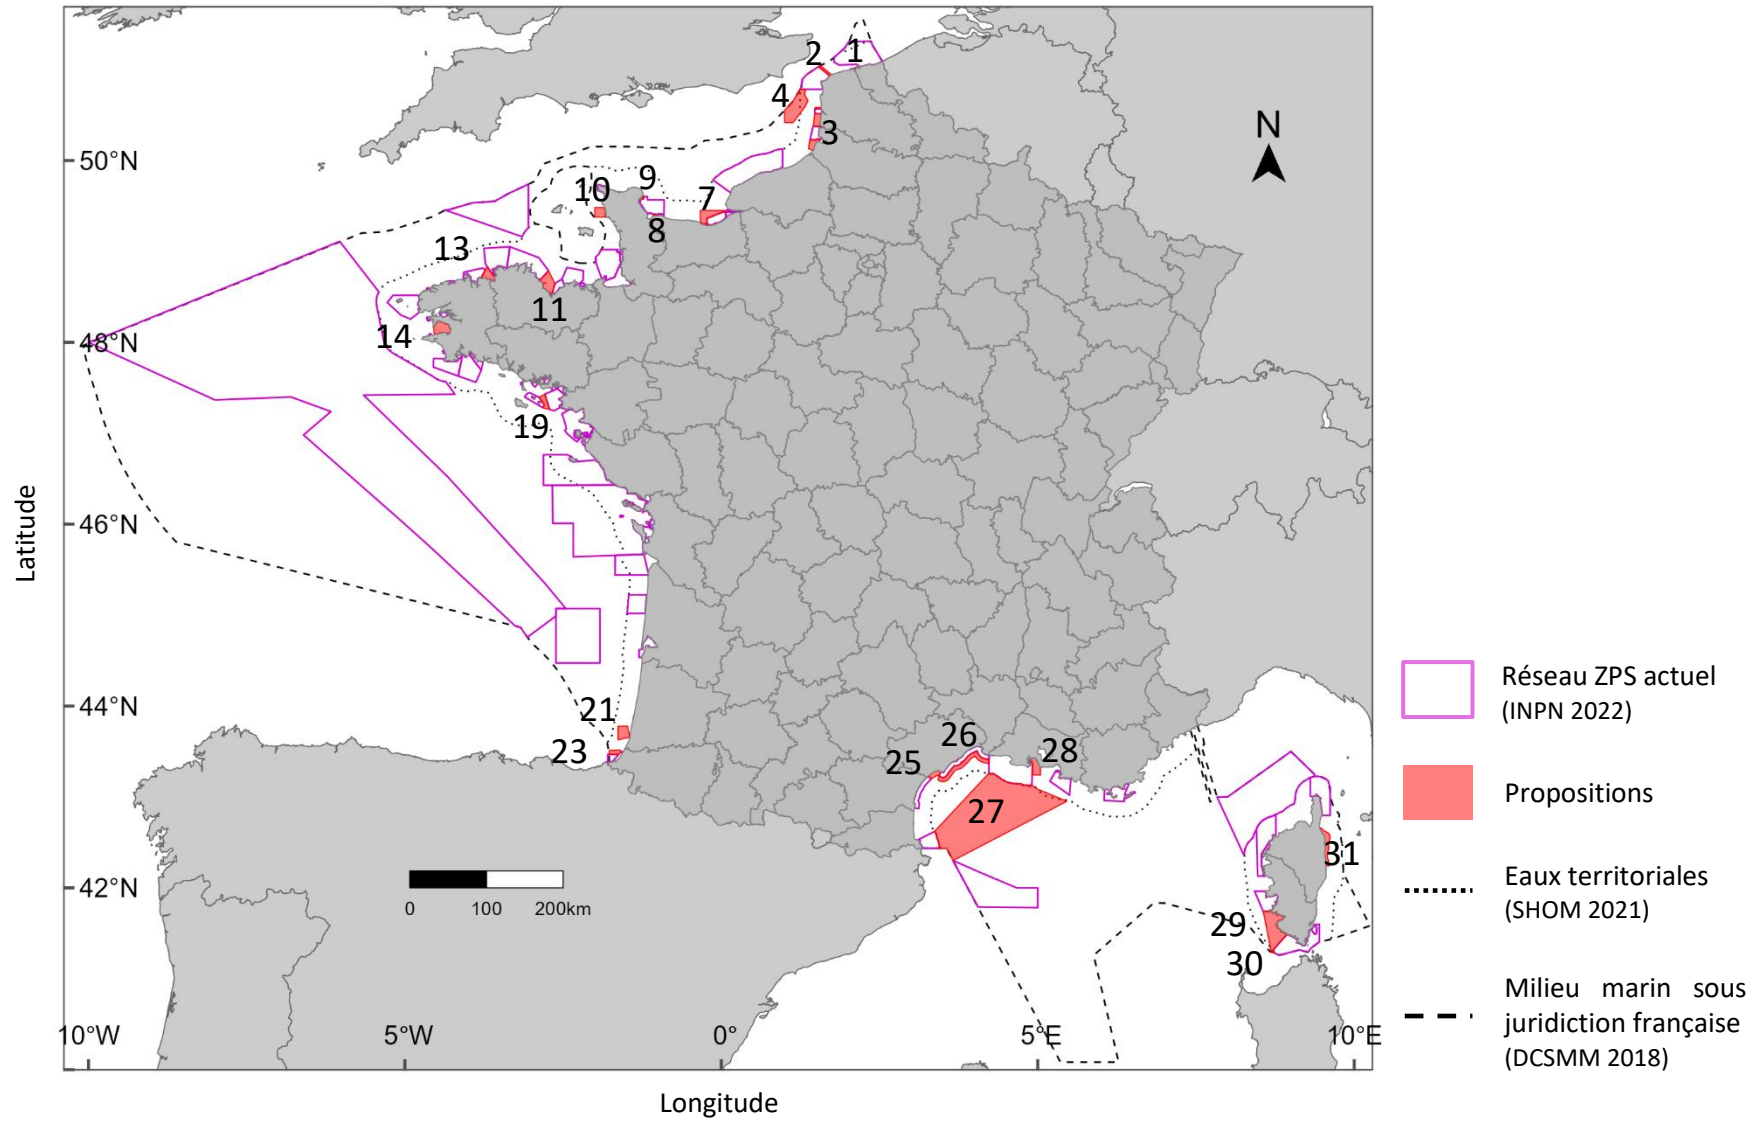 2
1
4
3
N
50°N
10
9
7
8
13
11
14
48°N
19
46°N
Latitude
44°N
21
23
25
26
28
27
31
29
30
42°N
0
100
200km
10°W
5°W
0°
5°E
10°E
Longitude
Réseau ZPS actuel
(INPN 2022)
Propositions
Eaux territoriales
(SHOM 2021)
Milieu marin sous
juridiction française
(DCSMM 2018)